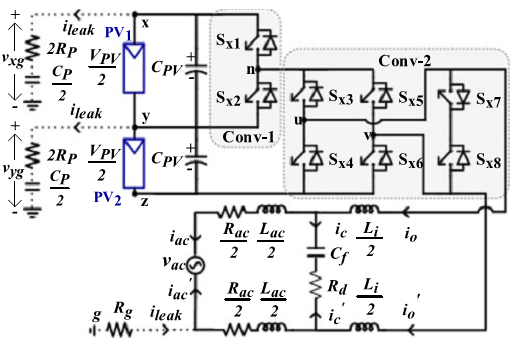 +
i_leak
x
PV1
v_xg
2R_P
V_PV
2
C_P
2
-
C_PV
+
-
S_x1
n
S_x2
Conv-1
Conv-2
S_x3
S_x5
S_x7
u
v
S_x4
S_x6
S_x8
+
i_leak
y
v_yg
2R_P
V_PV
2
C_P
2
-
C_PV
+
-
PV2
z
i_ac
R_ac
2
L_ac
2
i_c
L_i
2
i_o
C_f
v_ac
i_ac'
R_ac
2
L_ac
2
R_d
i_c'
L_i
2
i_o'
g
R_g
i_leak